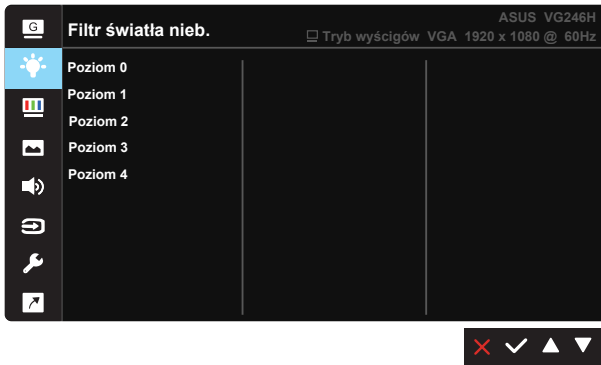 G
Filtr światła nieb.
ASUS VG246H
Tryb wyścigów VGA 1920 x 1080 @ 60Hz
Poziom 0
Poziom 1
Poziom 2
Poziom 3
Poziom 4